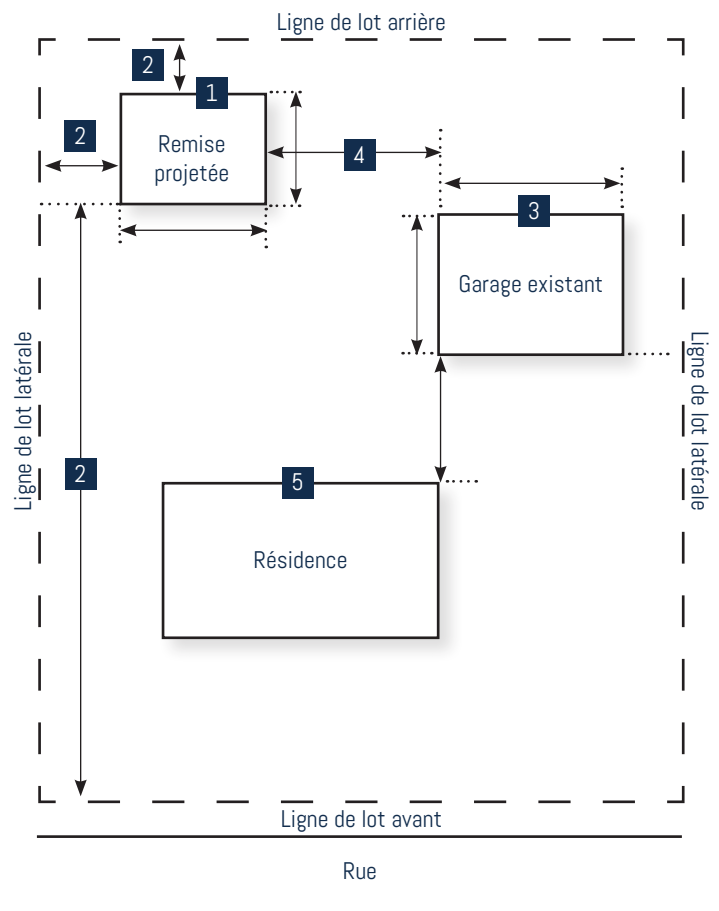 Ligne de lot arrière
2
1
2
Remise
projetée
4
3
Garage existant
Ligne de lot latérale
Ligne de lot latérale
2
5
Résidence
Ligne de lot avant
Rue